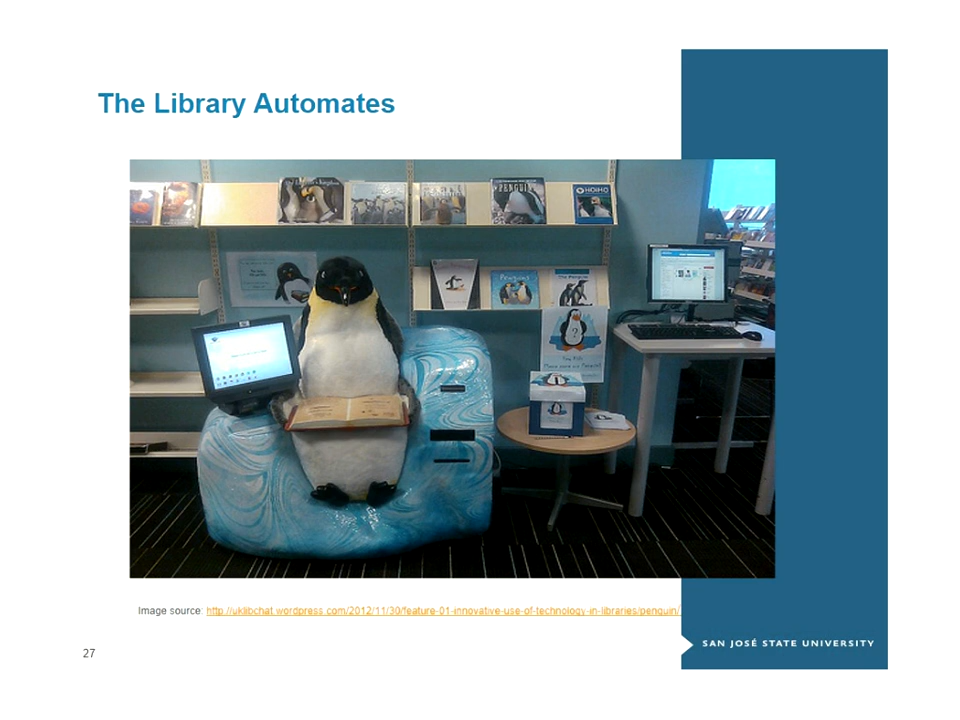 The Library Automates
PENGUIN
HOIHO
Penguins
The Penguin
?
Image source: http://uklibchat.wordpress.com/2012/11/30/feature-01-innovative-use-of-technology-in-libraries/penguin/
27
SAN JOSÉ STATE UNIVERSITY